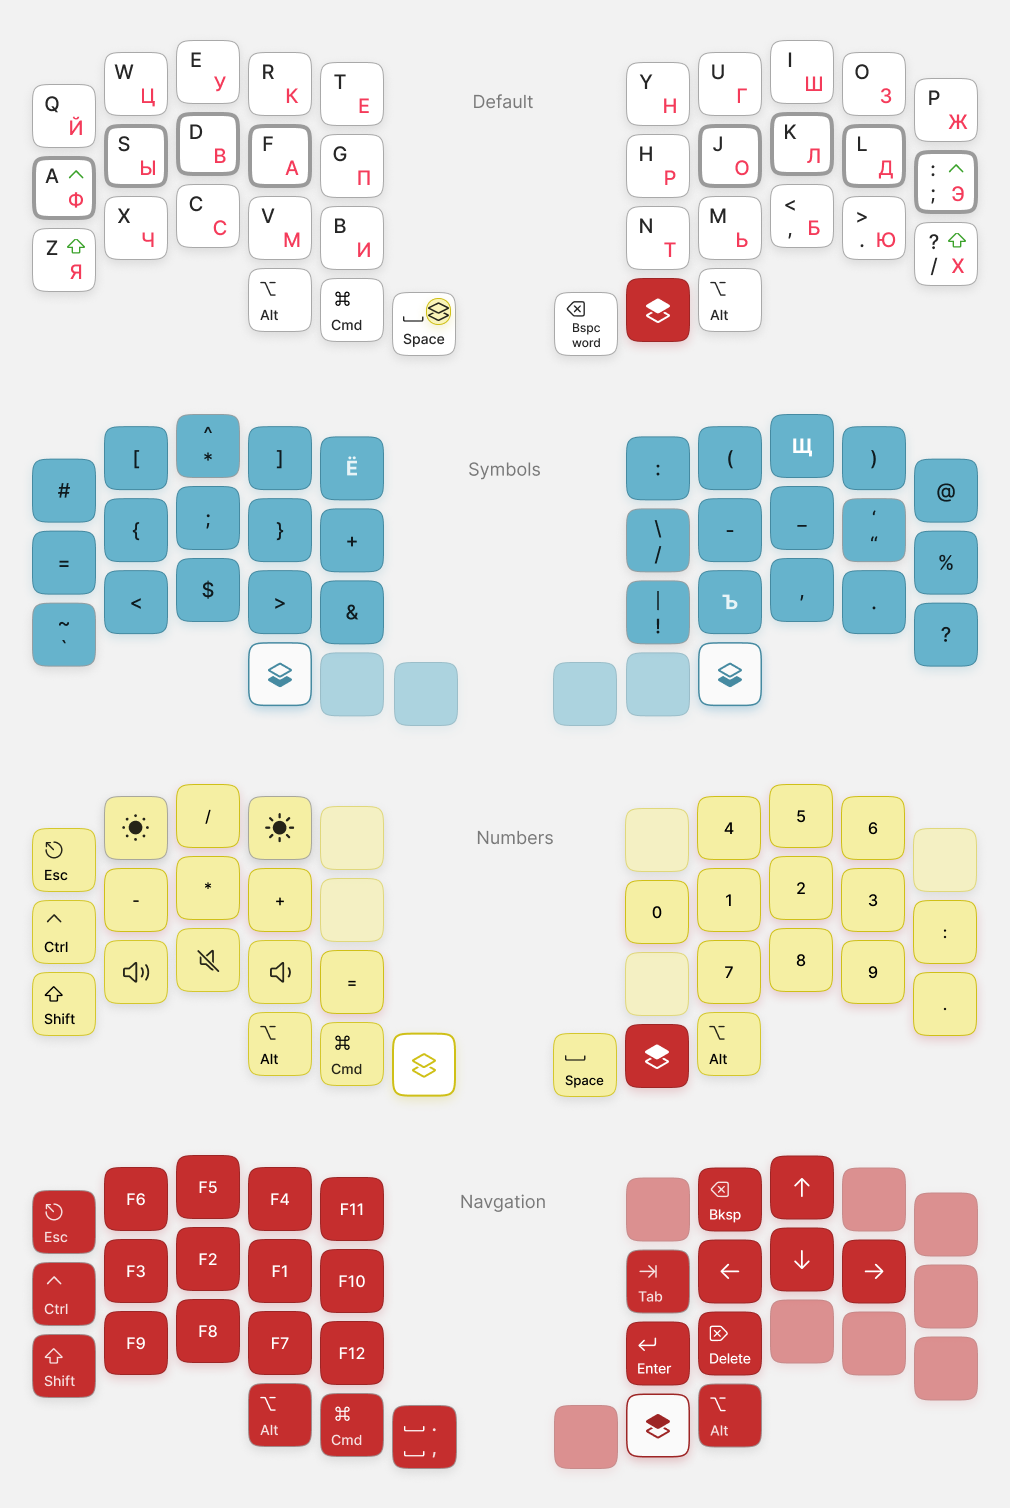 Default
Q Й
W Ц
E У
R К
T Е
Y Н
U Г
I Ш
O З
P Ж
A ^ Ф
S Ы
D В
F А
G П
H Р
J О
K Л
L Д
: ^
; Э
Z Я
X Ч
C С
V М
B И
N Т
M Ь
<
, Б
>
. Ю
?
/ Х
⌥
Alt
⌘
Cmd
Space
Bspc
word
⌥
Alt
Symbols
#
[
^
*
]
Ё
:
(
Щ
)
@
=
{
;
}
+
\
/
-
–
‘
“
%
~
`
<
$
>
&
|
!
Ъ
,
.
?
Numbers
Esc
/
4
5
6
^
Ctrl
-
*
+
0
1
2
3
:
Shift
=
7
8
9
.
⌥
Alt
⌘
Cmd
Space
⌥
Alt
Navgation
Esc
F6
F5
F4
F11
Bksp
↑
^
Ctrl
F3
F2
F1
F10
Tab
←
↓
→
Shift
F9
F8
F7
F12
Enter
Delete
⌥
Alt
⌘
Cmd
.
,
⌥
Alt